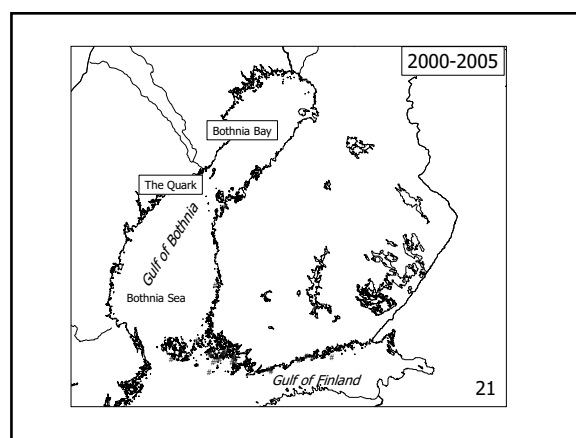 2000-2005
Bothnia Bay
The Quark
Gulf of Bothnia
Bothnia Sea
Gulf of Finland
21